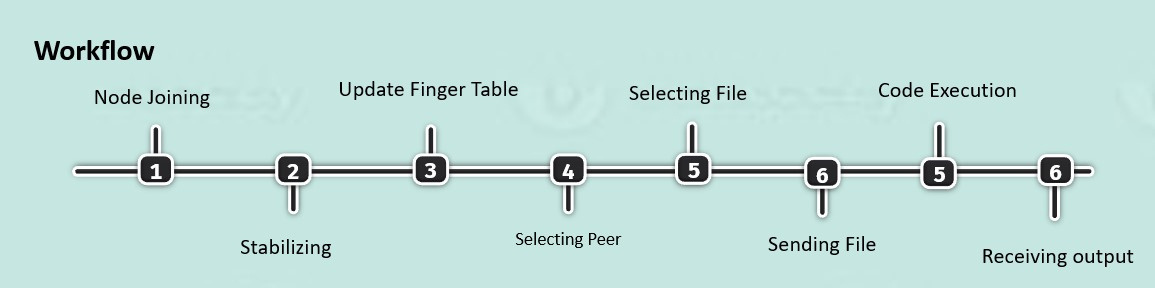 Workflow
Node Joining
Update Finger Table
Selecting File
Code Execution
1
2
3
4
5
6
5
6
Stabilizing
Selecting Peer
Sending File
Receiving output